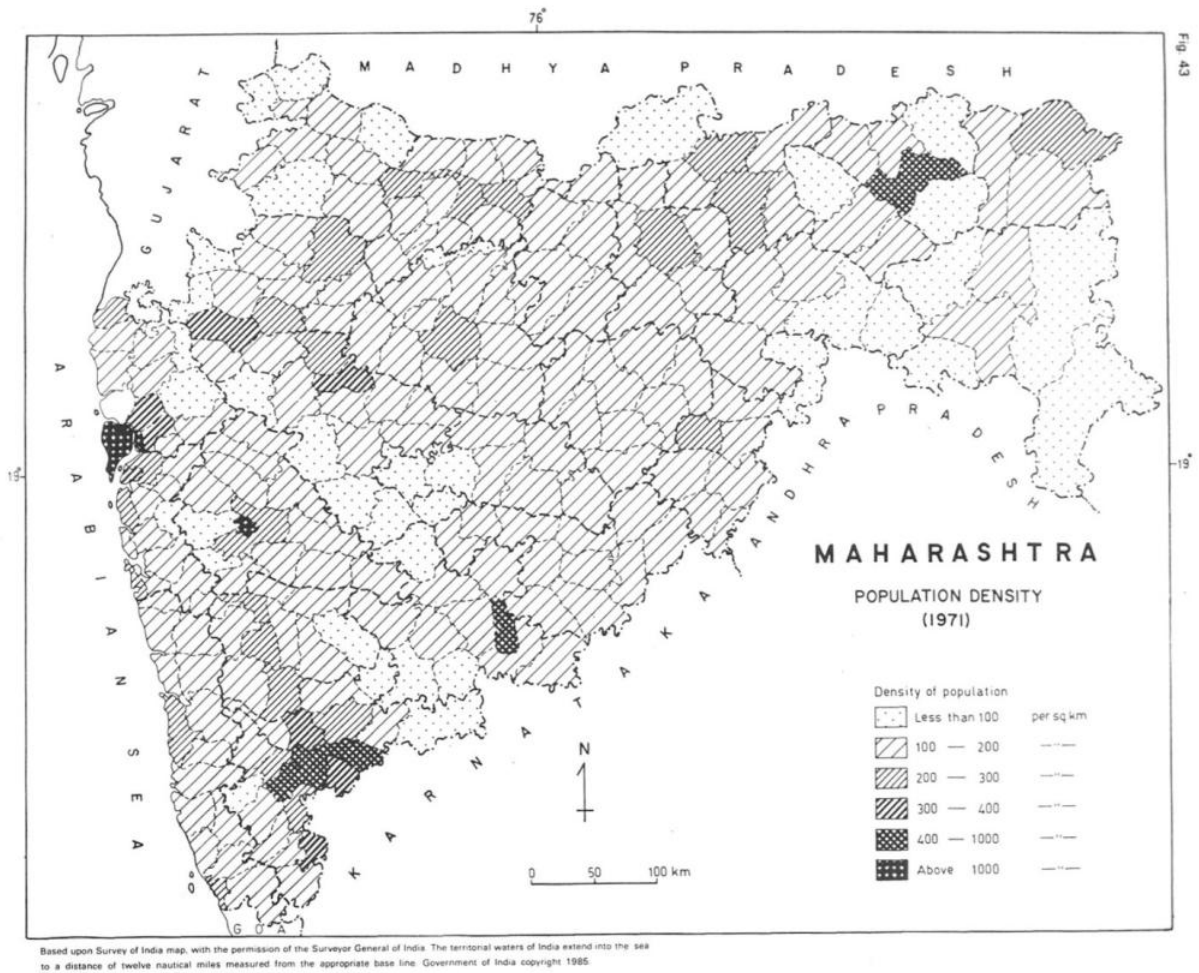 76°
Fig. 43
MADHYA PRADESH
GUJARAT
ARABIAN SEA
19°
19°
ANDHRA PRADESH
KARNATAKA
GOA
MAHARASHTRA
POPULATION DENSITY
(1971)
Density of population
Less than 100 per sq km
100 — 200 —"—
200 — 300 —"—
300 — 400 —"—
400 — 1000 —"—
Above 1000 —"—
N
0 50 100 km
Based upon Survey of India map, with the permission of the Surveyor General of India. The territorial waters of India extend into the sea
to a distance of twelve nautical miles measured from the appropriate base line. Government of India copyright 1985.